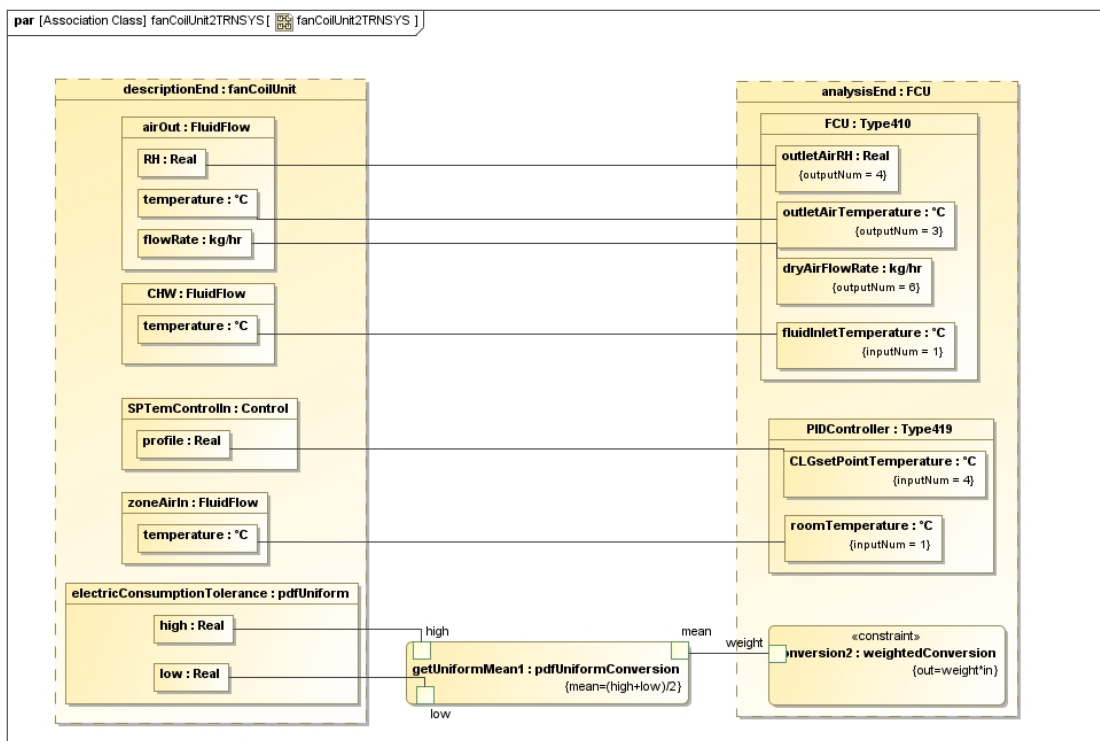 par [Association Class] fanCoilUnit2TRNSYS [ fanCoilUnit2TRNSYS ]
descriptionEnd : fanCoilUnit
airOut : FluidFlow
RH : Real
temperature : °C
flowRate : kg/hr
CHW : FluidFlow
temperature : °C
SPTemControlIn : Control
profile : Real
zoneAirIn : FluidFlow
temperature : °C
electricConsumptionTolerance : pdfUniform
high : Real
low : Real
high
mean
getUniformMean1 : pdfUniformConversion
{mean=(high+low)/2}
low
analysisEnd : FCU
FCU : Type410
outletAirRH : Real
{outputNum = 4}
outletAirTemperature : °C
{outputNum = 3}
dryAirFlowRate : kg/hr
{outputNum = 6}
fluidInletTemperature : °C
{inputNum = 1}
PIDController : Type419
CLGsetPointTemperature : °C
{inputNum = 4}
roomTemperature : °C
{inputNum = 1}
weight
«constraint»
onversion2 : weightedConversion
{out=weight*in}